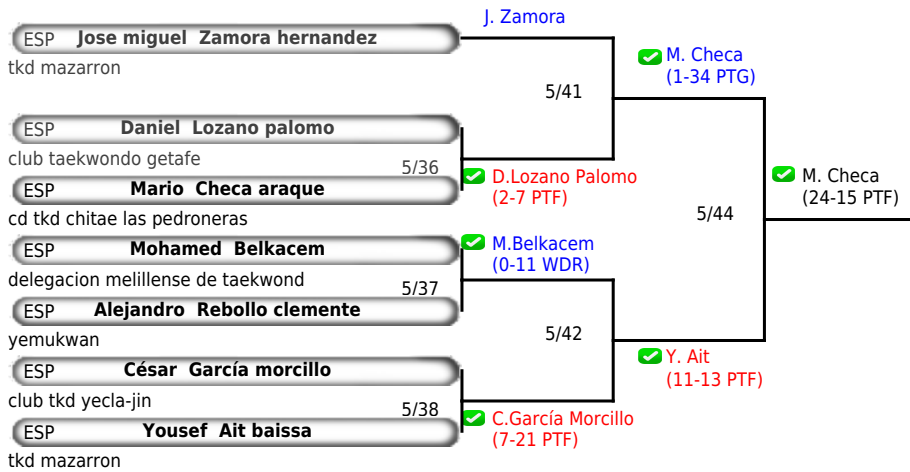 J. Zamora
ESP Jose miguel Zamora hernandez
tkd mazarron
M. Checa
(1-34 PTG)
5/41
ESP Daniel Lozano palomo
club taekwondo getafe
5/36
ESP Mario Checa araque
cd tkd chitae las pedroneras
D.Lozano Palomo
(2-7 PTF)
M. Checa
(24-15 PTF)
5/44
ESP Mohamed Belkacem
delegacion melillense de taekwond
M.Belkacem
(0-11 WDR)
5/37
ESP Alejandro Rebollo clemente
yemukwan
5/42
Y. Ait
(11-13 PTF)
ESP César García morcillo
club tkd yecla-jin
5/38
C.García Morcillo
(7-21 PTF)
ESP Yousef Ait baissa
tkd mazarron